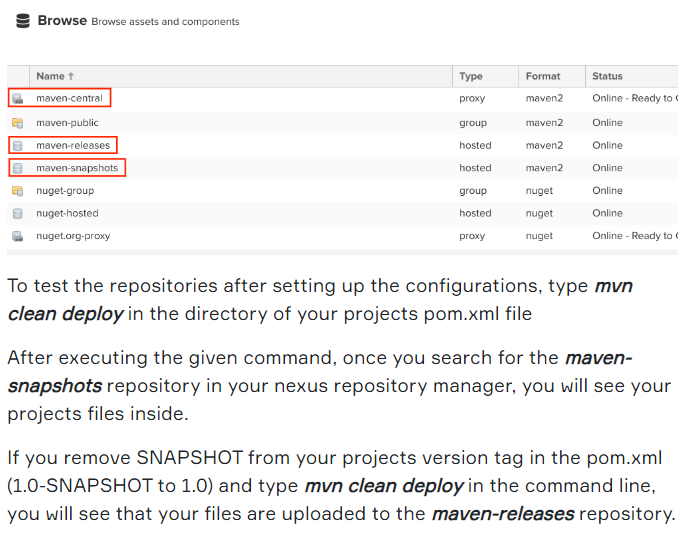 Browse Browse assets and components
Name ↑ Type Format Status
maven-central proxy maven2 Online - Ready to
maven-public group maven2 Online
maven-releases hosted maven2 Online
maven-snapshots hosted maven2 Online
nuget-group group nuget Online
nuget-hosted hosted nuget Online
nuget.org-proxy proxy nuget Online - Ready to
To test the repositories after setting up the configurations, type mvn
clean deploy in the directory of your projects pom.xml file
After executing the given command, once you search for the maven-
snapshots repository in your nexus repository manager, you will see your
projects files inside.
If you remove SNAPSHOT from your projects version tag in the pom.xml
(1.0-SNAPSHOT to 1.0) and type mvn clean deploy in the command line,
you will see that your files are uploaded to the maven-releases repository.